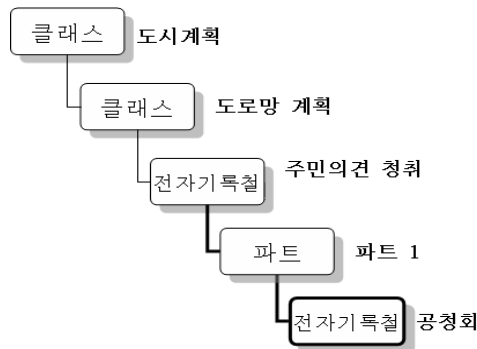 클래스 도시계획
클래스 도로망 계획
전자기록철 주민의견 청취
파트 파트 1
전자기록철 공청회